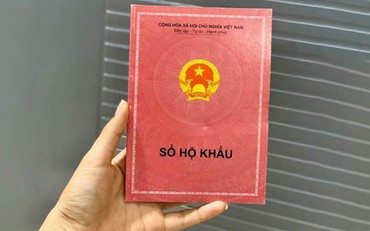 CỘNG HÒA XÃ HỘI CHỦ NGHĨA VIỆT NAM
Độc lập - Tự do - Hạnh phúc
SỔ HỘ KHẨU